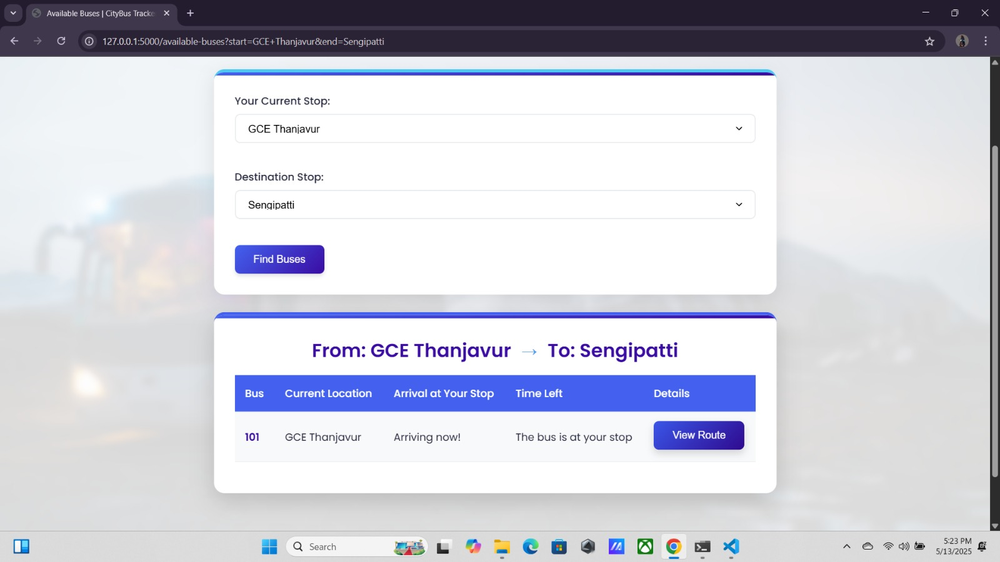 Available Buses | CityBus Tracke
127.0.0.1:5000/available-buses?start=GCE+Thanjavur&end=Sengipatti
Your Current Stop:
GCE Thanjavur
Destination Stop:
Sengipatti
Find Buses
From: GCE Thanjavur → To: Sengipatti
Bus Current Location Arrival at Your Stop Time Left Details
101 GCE Thanjavur Arriving now! The bus is at your stop View Route
Search
5:23 PM
5/13/2025